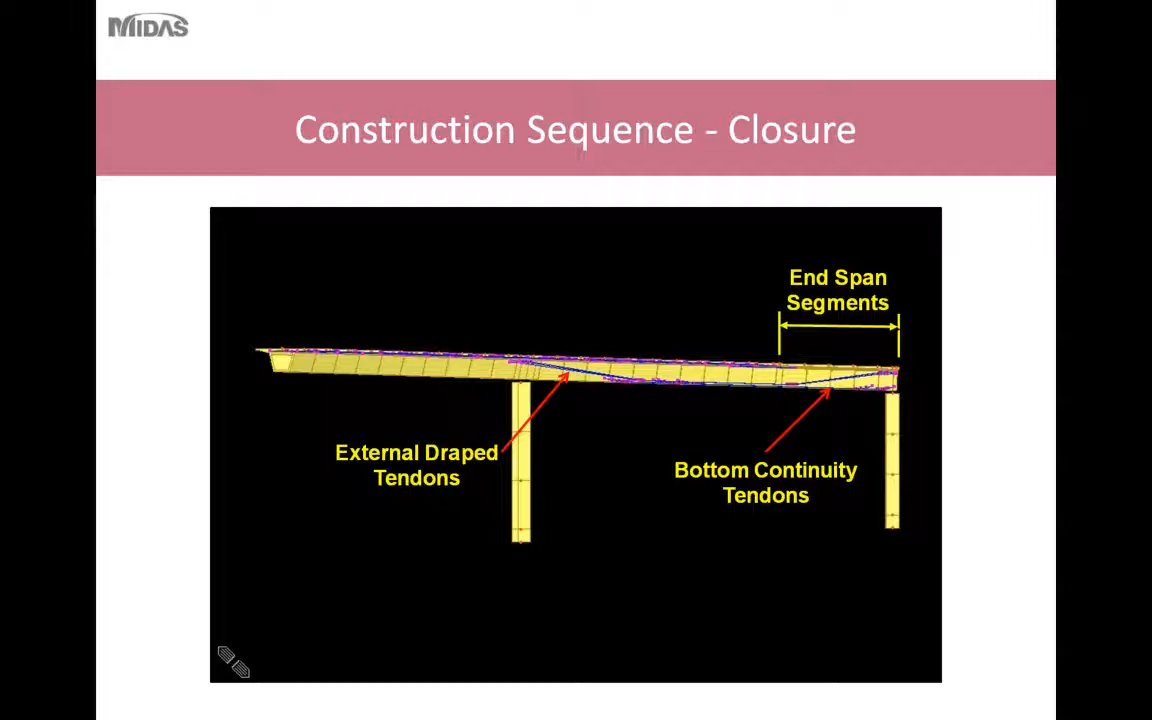 MIDAS
Construction Sequence - Closure
End Span
Segments
External Draped
Tendons
Bottom Continuity
Tendons